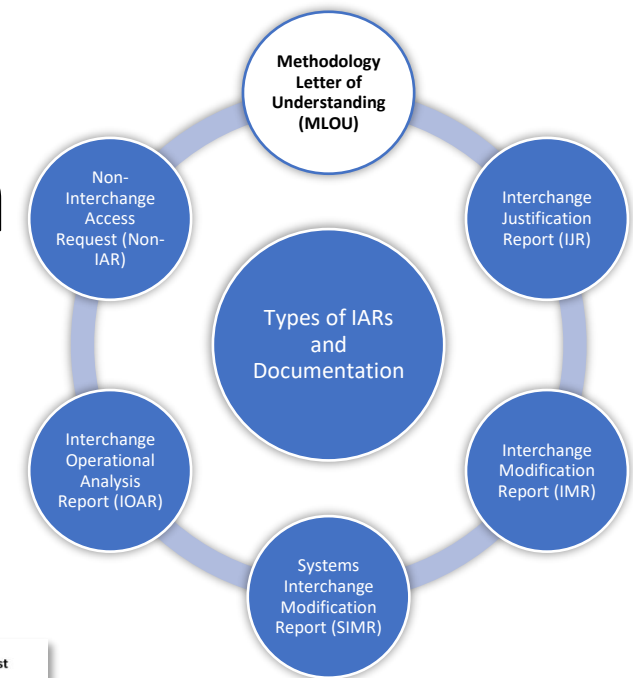 Methodology
Letter of
Understanding
(MLOU)
Non-
Interchange
Access
Request (Non-
IAR)
Interchange
Justification
Report (IJR)
Types of IARs
and
Documentation
Interchange
Operational
Analysis
Report (IOAR)
Interchange
Modification
Report (IMR)
Systems
Interchange
Modification
Report (SIMR)